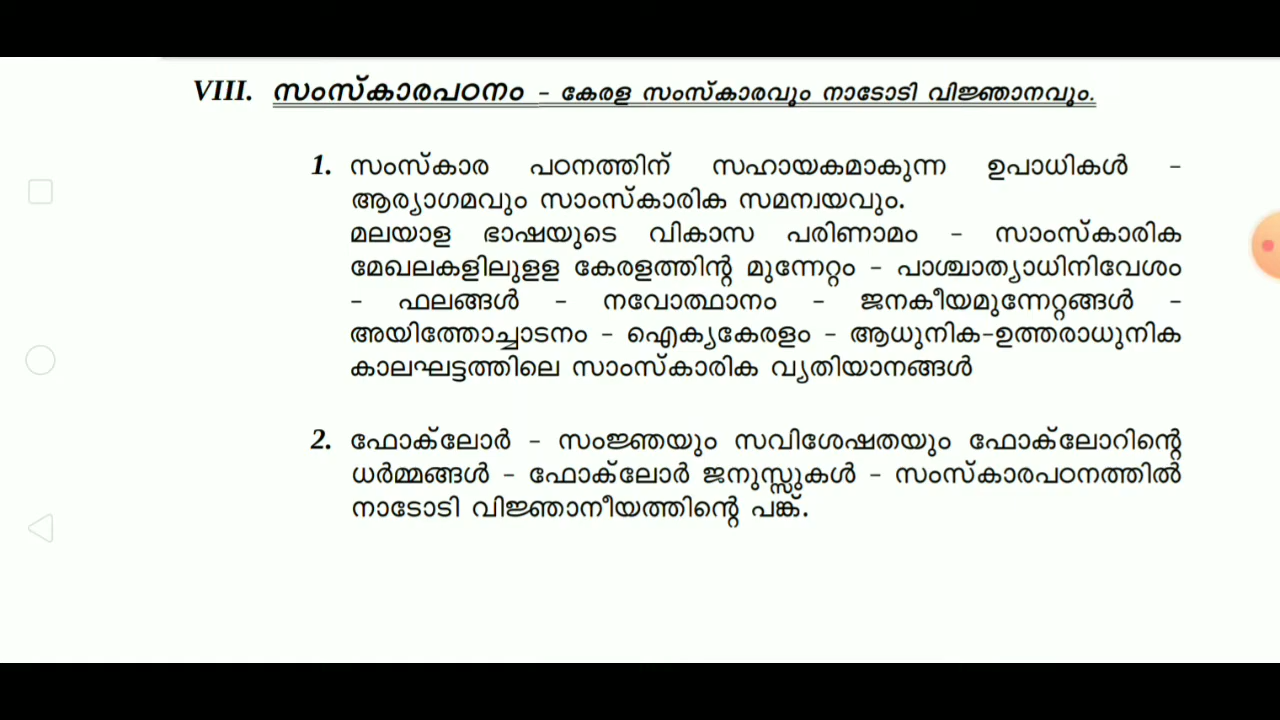 VIII. സംസ്കാരപഠനം - കേരള സംസ്കാരവും നാടോടി വിജ്ഞാനവും.
1. സംസ്കാര പഠനത്തിന് സഹായകമാകുന്ന ഉപാധികൾ -
ആര്യാഗമവും സാംസ്കാരിക സമന്വയവും.
മലയാള ഭാഷയുടെ വികാസ പരിണാമം - സാംസ്കാരിക
മേഖലകളിലുളള കേരളത്തിന്റ മുന്നേറ്റം - പാശ്ചാത്യാധിനിവേശം
- ഫലങ്ങൾ - നവോത്ഥാനം - ജനകീയമുന്നേറ്റങ്ങൾ -
അയിത്തോച്ചാടനം - ഐക്യകേരളം - ആധുനിക-ഉത്തരാധുനിക
കാലഘട്ടത്തിലെ സാംസ്കാരിക വ്യതിയാനങ്ങൾ
2. ഫോക്‌ലോർ - സംജ്ഞയും സവിശേഷതയും ഫോക്‌ലോറിന്റെ
ധർമ്മങ്ങൾ - ഫോക്‌ലോർ ജനുസ്സുകൾ - സംസ്കാരപഠനത്തിൽ
നാടോടി വിജ്ഞാനീയത്തിന്റെ പങ്ക്.